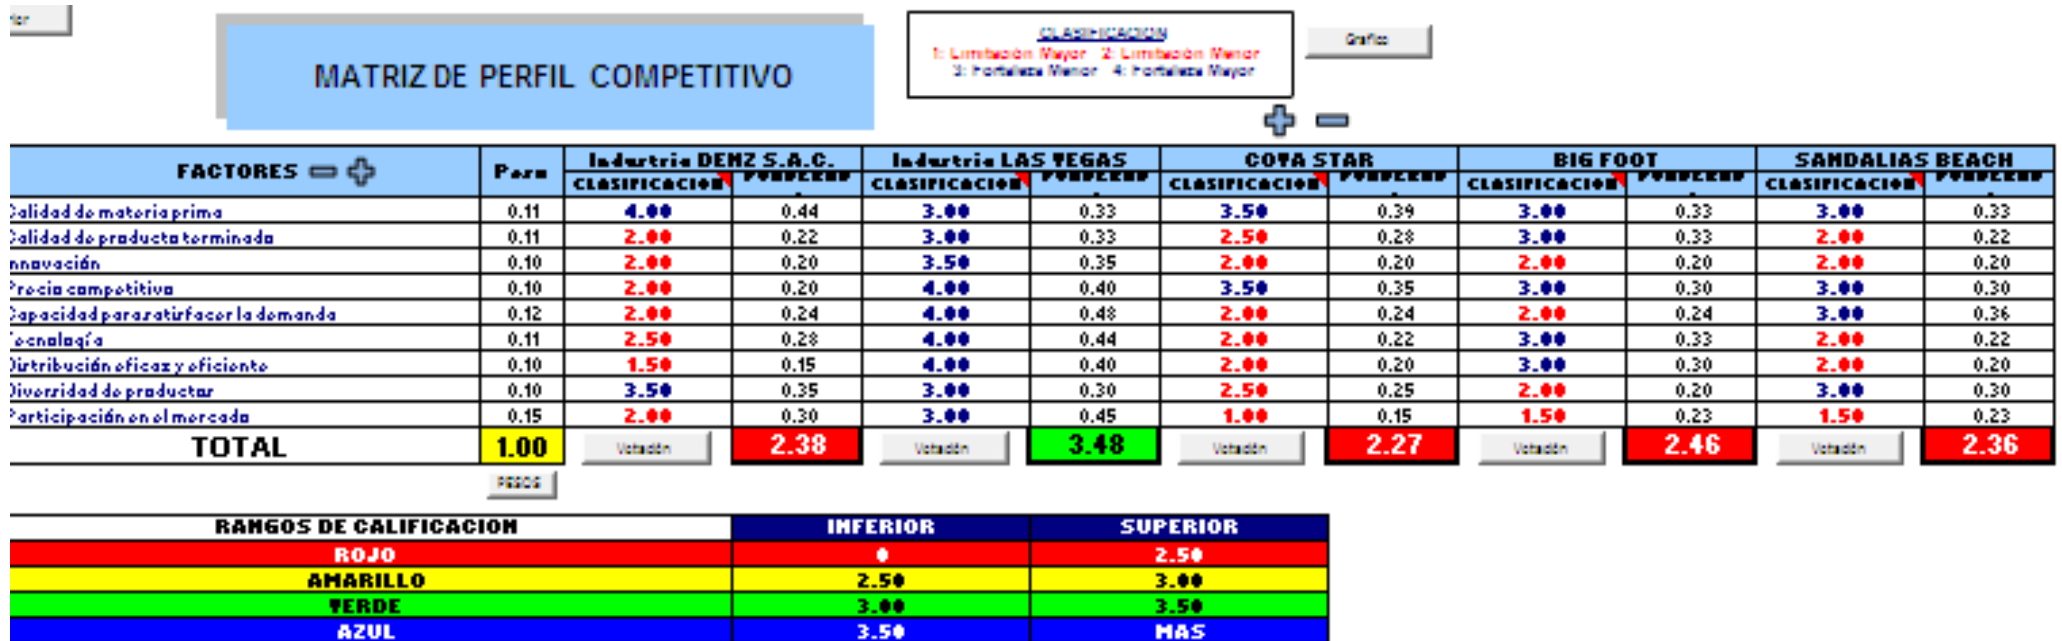 CLASIFICACION
1: Limitación Mayor 2: Limitación Menor
3: Fortaleza Menor 4: Fortaleza Mayor
Grafico
MATRIZ DE PERFIL COMPETITIVO
FACTORES Peso Industria DENZ S.A.C. Industria LAS VEGAS COYA STAR BIG FOOT SANDALIAS BEACH
CLASIFICACION CLASIFICACION CLASIFICACION CLASIFICACION CLASIFICACION
Calidad de materia prima 0.11 4.00 0.44 3.00 0.33 3.50 0.39 3.00 0.33 3.00 0.33
Calidad de producto terminado 0.11 2.00 0.22 3.00 0.33 2.50 0.28 3.00 0.33 2.00 0.22
nnovación 0.10 2.00 0.20 3.50 0.35 2.00 0.20 2.00 0.20 2.00 0.20
Precio competitivo 0.10 2.00 0.20 4.00 0.40 3.50 0.35 3.00 0.30 3.00 0.30
Capacidad para satisfacer la demanda 0.12 2.00 0.24 4.00 0.48 2.00 0.24 2.00 0.24 3.00 0.36
Tecnología 0.11 2.50 0.28 4.00 0.44 2.00 0.22 3.00 0.33 2.00 0.22
Distribución eficaz y eficiente 0.10 1.50 0.15 4.00 0.40 2.00 0.20 3.00 0.30 2.00 0.20
Diversidad de productos 0.10 3.50 0.35 3.00 0.30 2.50 0.25 2.00 0.20 3.00 0.30
Participación en el mercado 0.15 2.00 0.30 3.00 0.45 1.00 0.15 1.50 0.23 1.50 0.23
TOTAL 1.00 Votación 2.38 Votación 3.48 Votación 2.27 Votación 2.46 Votación 2.36
PESOS
RANGOS DE CALIFICACION INFERIOR SUPERIOR
ROJO 0 2.50
AMARILLO 2.50 3.00
VERDE 3.00 3.50
AZUL 3.50 MAS